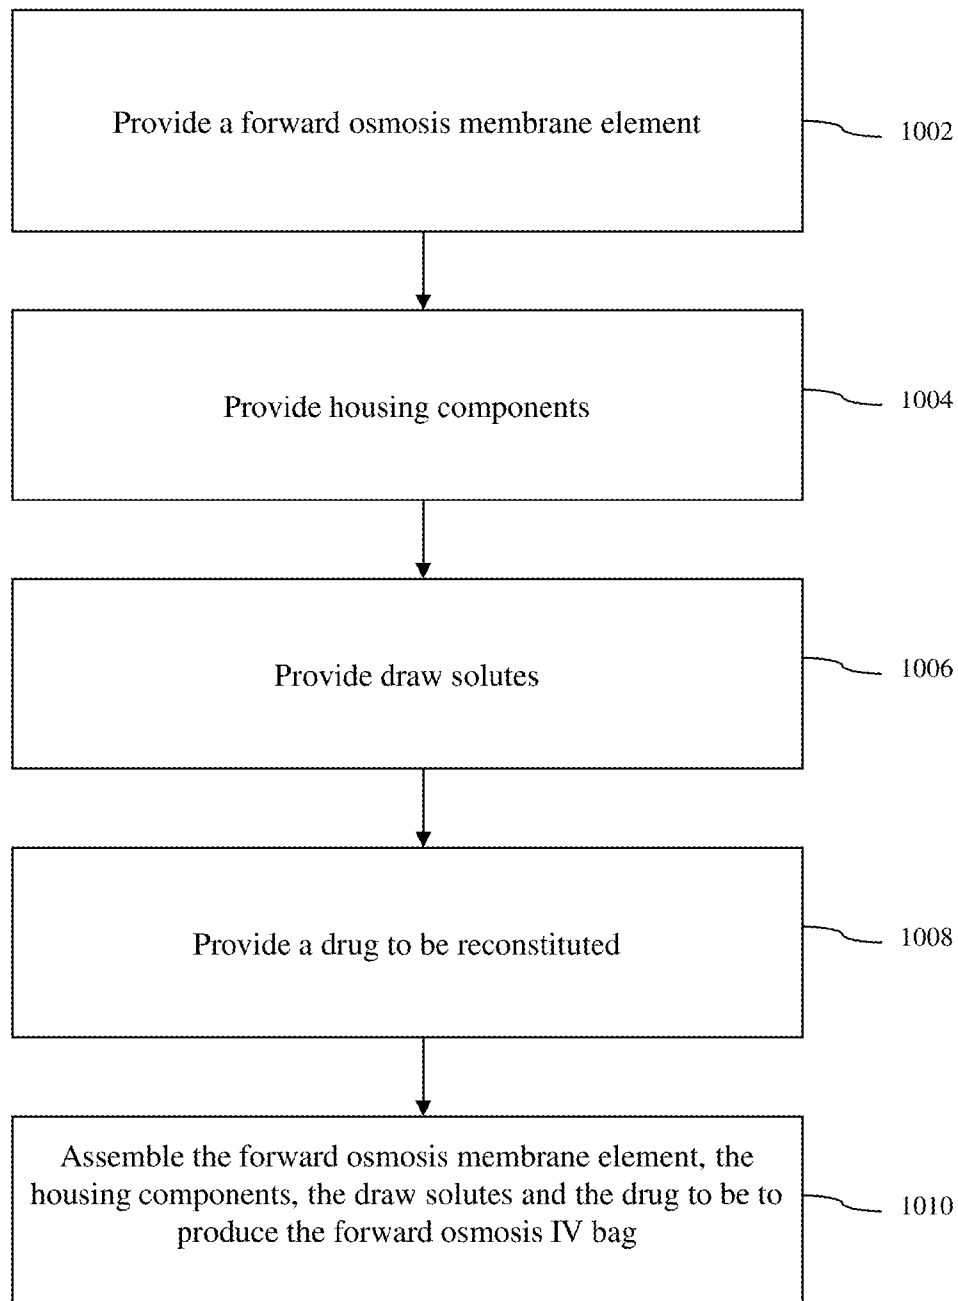 Provide a forward osmosis membrane element
1002
Provide housing components
1004
Provide draw solutes
1006
Provide a drug to be reconstituted
1008
Assemble the forward osmosis membrane element, the
housing components, the draw solutes and the drug to be to
produce the forward osmosis IV bag
1010